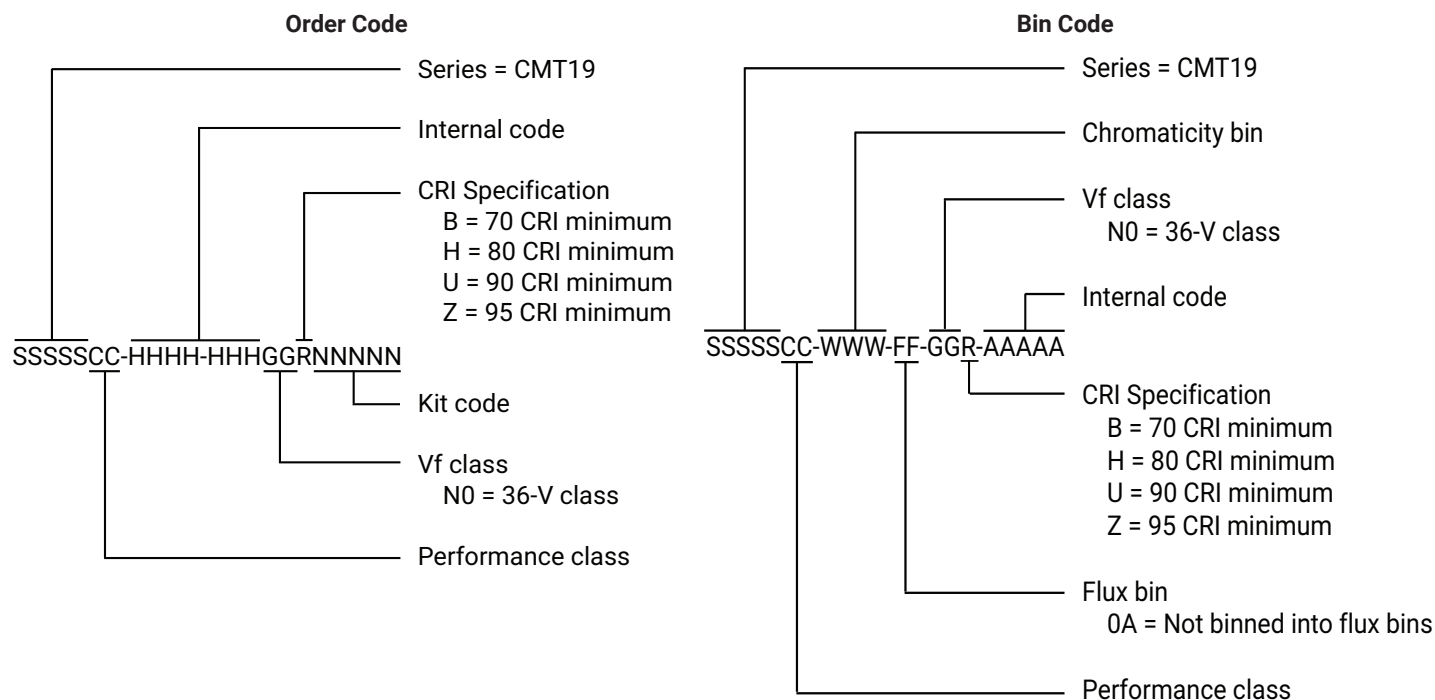 Order Code
Series = CMT19
Internal code
CRI Specification
B = 70 CRI minimum
H = 80 CRI minimum
U = 90 CRI minimum
Z = 95 CRI minimum
SSSSSCC-HHHH-HHHGGRNNNNN
Kit code
Vf class
N0 = 36-V class
Performance class
Bin Code
Series = CMT19
Chromaticity bin
Vf class
N0 = 36-V class
Internal code
SSSSSCC-WWW-FF-GGR-AAAAA
CRI Specification
B = 70 CRI minimum
H = 80 CRI minimum
U = 90 CRI minimum
Z = 95 CRI minimum
Flux bin
0A = Not binned into flux bins
Performance class